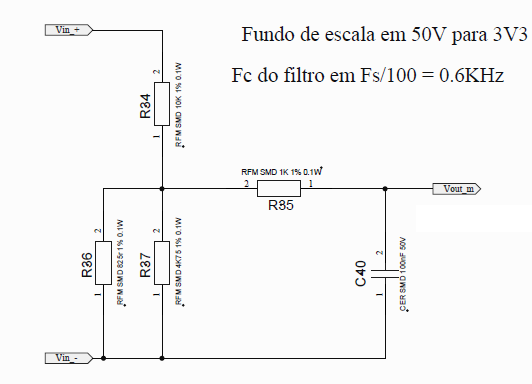 Vin_+
Fundo de escala em 50V para 3V3
Fc do filtro em Fs/100 = 0.6KHz
2
R34
1
RFM SMD 10K 1% 0.1W
RFM SMD 1K 1% 0.1W
2
1
R35
Vout_m
2
R36
1
RFM SMD 825r 1% 0.1W
2
R37
1
RFM SMD 4K75 1% 0.1W
2
C40
1
CER SMD 100nF 50V
Vin_-